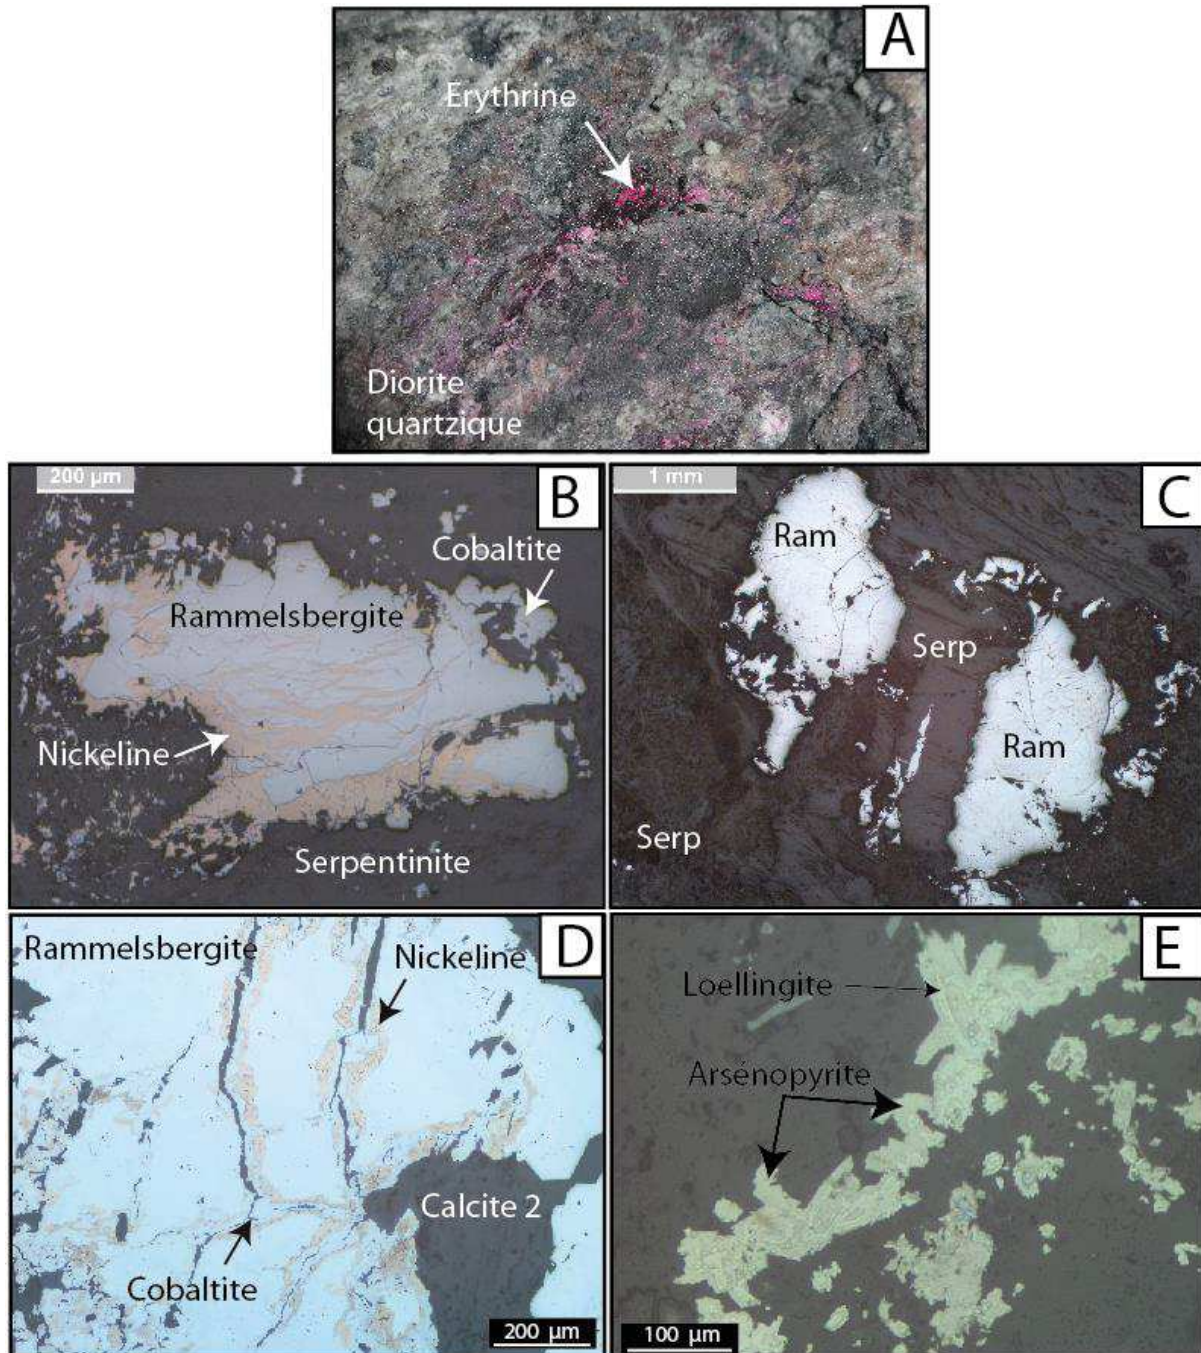 A
Erythrine
Diorite
quartzique
200 µm
B
Cobaltite
Rammelsbergite
Nickeline
Serpentinite
1 mm
C
Ram
Serp
Ram
Serp
Rammelsbergite
Nickeline
D
Calcite 2
Cobaltite
200 µm
E
Loellingite
Arsénopyrite
100 µm